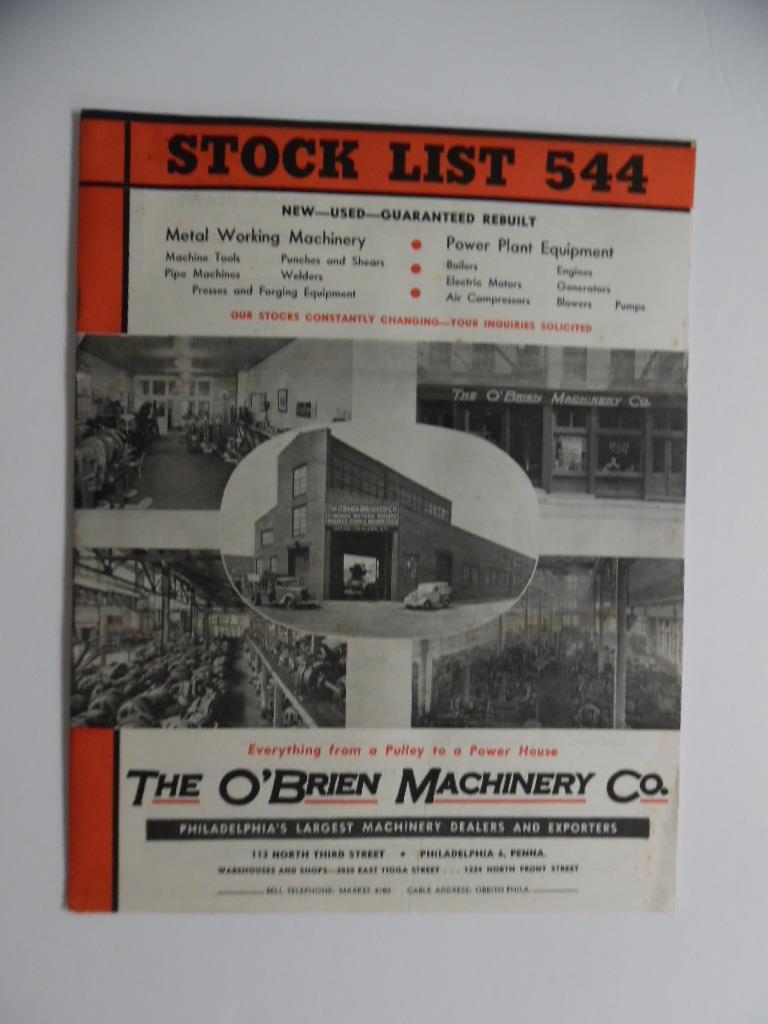 STOCK LIST 544
NEW—USED—GUARANTEED REBUILT
Metal Working Machinery
Machine Tools Punches and Shears
Pipe Machines Welders
Presses and Forging Equipment
Power Plant Equipment
Boilers Engines
Electric Motors Generators
Air Compressors Blowers Pumps
OUR STOCKS CONSTANTLY CHANGING—YOUR INQUIRIES SOLICITED
THE O'BRIEN MACHINERY CO.
THE O'BRIEN MACHINERY CO.
Everything from a Pulley to a Power House
THE O'BRIEN MACHINERY CO.
PHILADELPHIA'S LARGEST MACHINERY DEALERS AND EXPORTERS
113 NORTH THIRD STREET • PHILADELPHIA 6, PENNA.
WAREHOUSES AND SHOPS— EAST TIOGA STREET . . . NORTH FRONT STREET
BELL TELEPHONE: MARKET CABLE ADDRESS: OBRIEN PHILA.